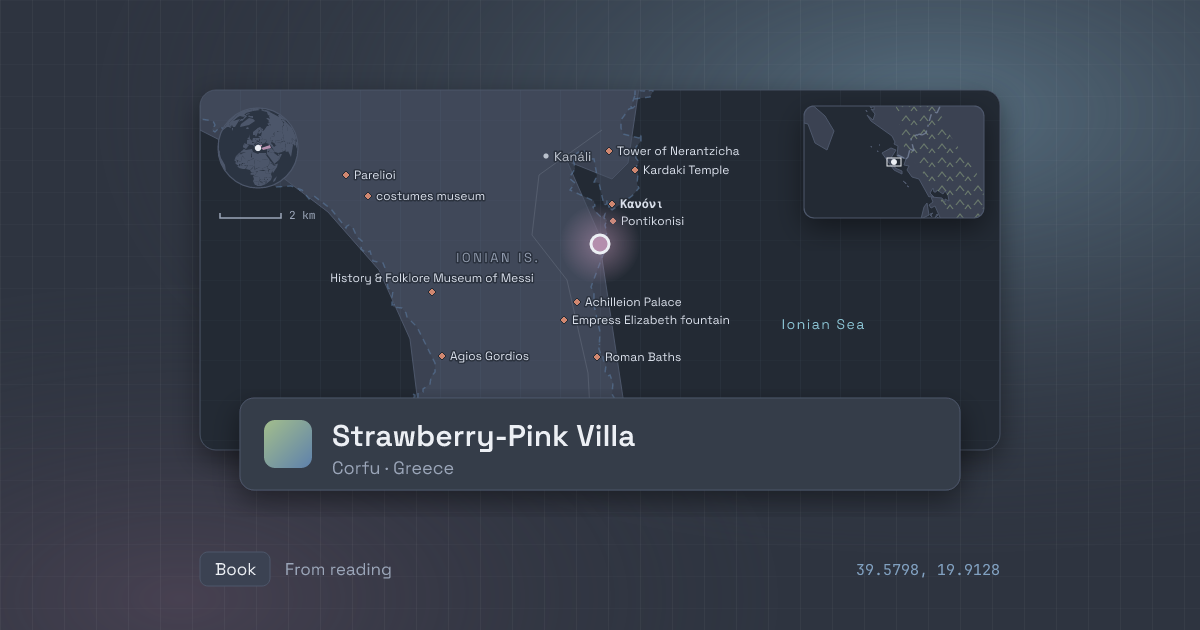 Tower of Nerantzicha
Kanáli
Kardaki Temple
Parelioi
costumes museum
Κανόνι
2 km
Pontikonisi
IONIAN IS.
History & Folklore Museum of Messi
Achilleion Palace
Empress Elizabeth fountain
Ionian Sea
Agios Gordios
Roman Baths
Strawberry-Pink Villa
Corfu · Greece
Book
From reading
39.5798, 19.9128